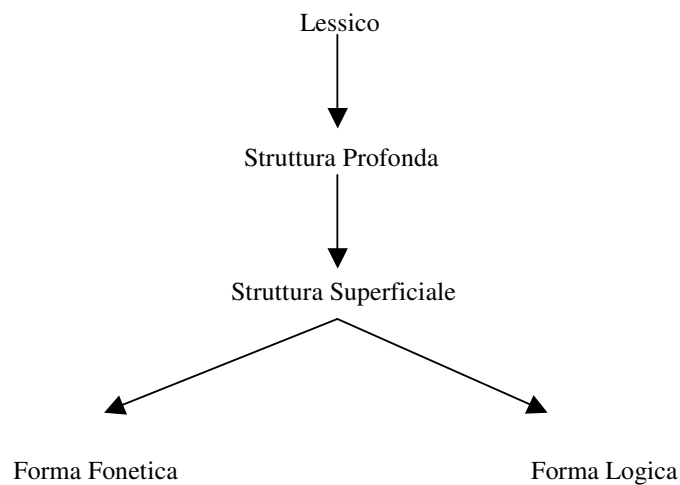 Lessico
Struttura Profonda
Struttura Superficiale
Forma Fonetica
Forma Logica